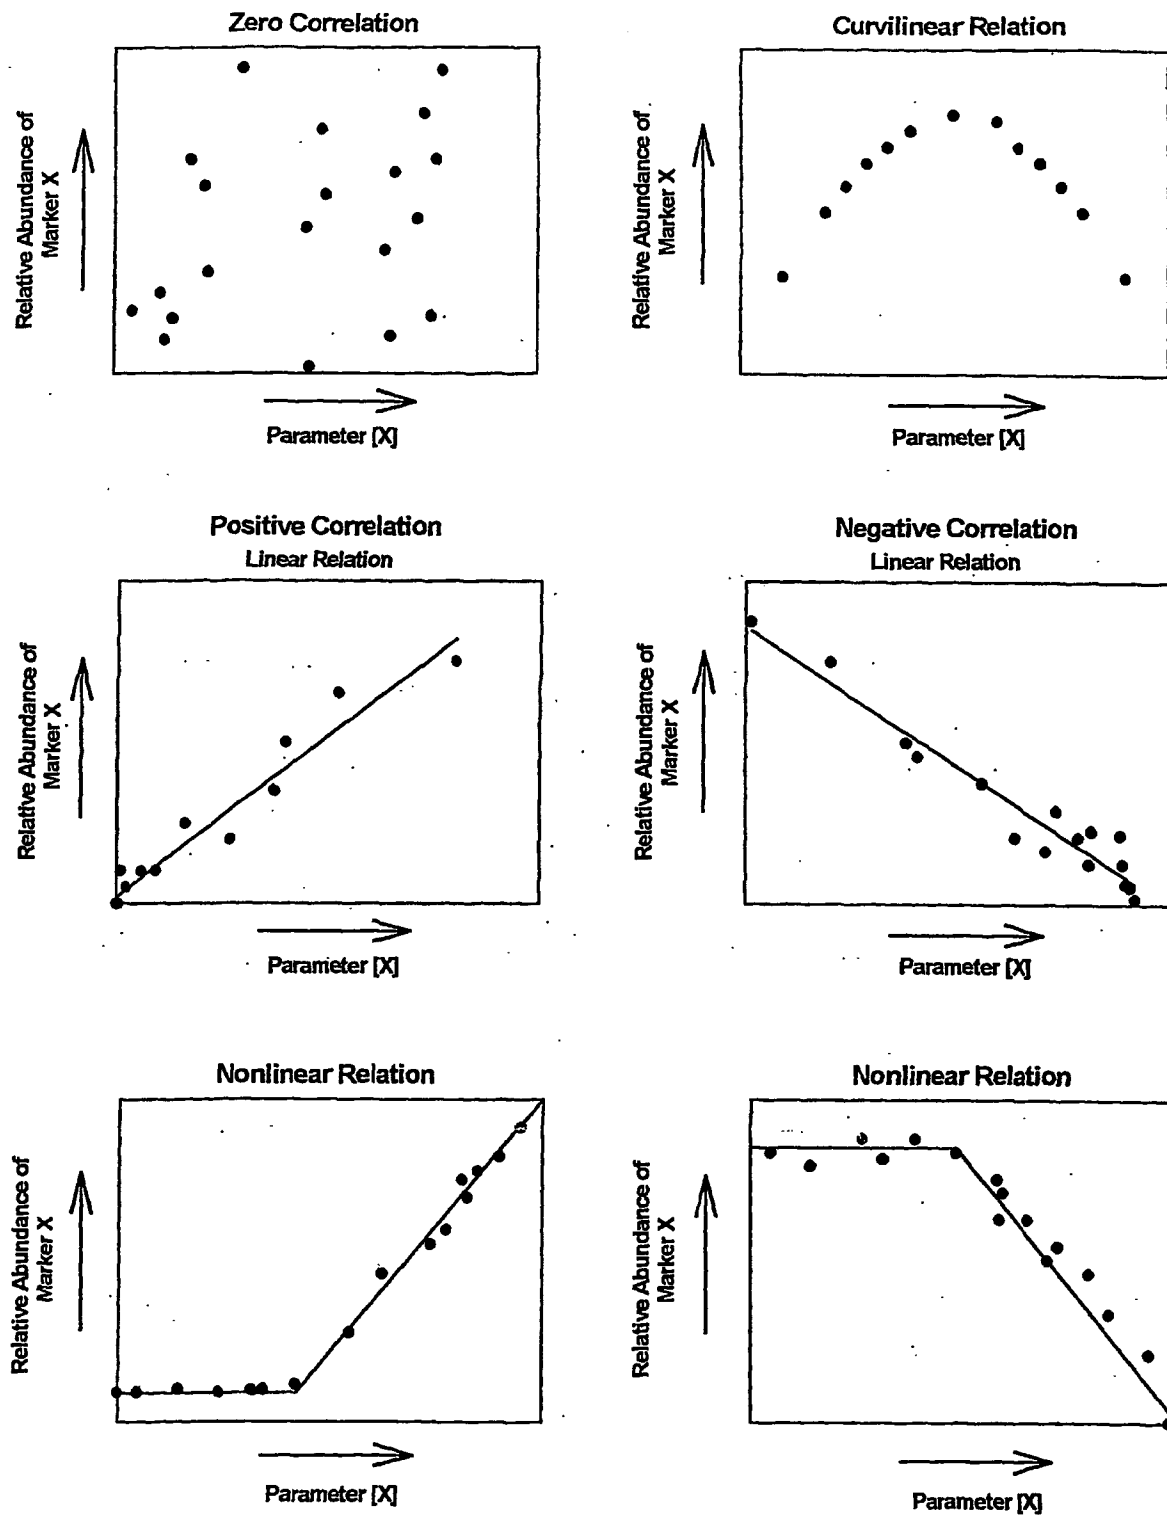 Zero Correlation
Relative Abundance of
Marker X
Parameter [X]
Curvilinear Relation
Relative Abundance of
Marker X
Parameter [X]
Positive Correlation
Linear Relation
Relative Abundance of
Marker X
Parameter [X]
Negative Correlation
Linear Relation
Relative Abundance of
Marker X
Parameter [X]
Nonlinear Relation
Relative Abundance of
Marker X
Parameter [X]
Nonlinear Relation
Relative Abundance of
Marker X
Parameter [X]